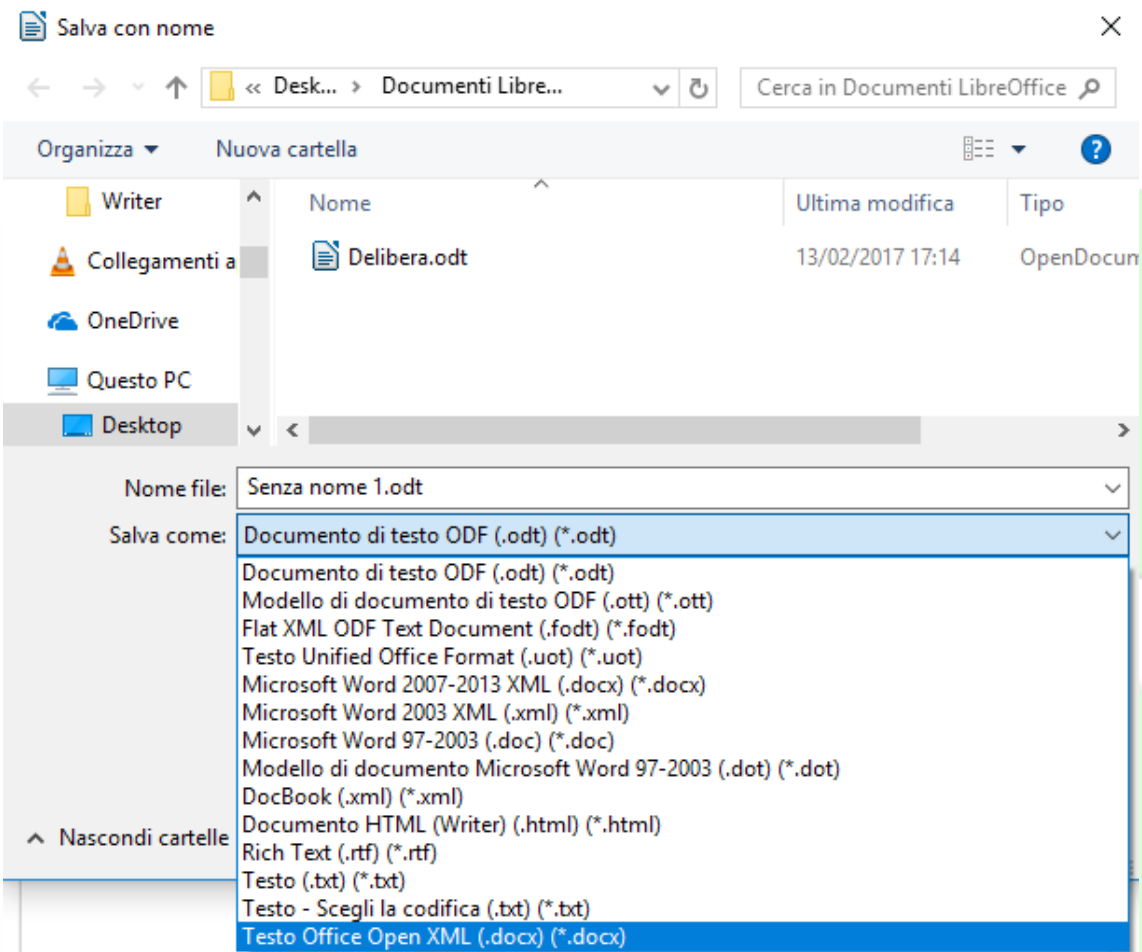 Salva con nome
« Desk... › Documenti Libre... Cerca in Documenti LibreOffice
Organizza Nuova cartella ?
Writer Nome Ultima modifica Tipo
Collegamenti a Delibera.odt 13/02/2017 17:14 OpenDocum
OneDrive
Questo PC
Desktop
Nome file: Senza nome 1.odt
Salva come: Documento di testo ODF (.odt) (*.odt)
Documento di testo ODF (.odt) (*.odt)
Modello di documento di testo ODF (.ott) (*.ott)
Flat XML ODF Text Document (.fodt) (*.fodt)
Testo Unified Office Format (.uot) (*.uot)
Microsoft Word 2007-2013 XML (.docx) (*.docx)
Microsoft Word 2003 XML (.xml) (*.xml)
Microsoft Word 97-2003 (.doc) (*.doc)
Modello di documento Microsoft Word 97-2003 (.dot) (*.dot)
DocBook (.xml) (*.xml)
Nascondi cartelle Documento HTML (Writer) (.html) (*.html)
Rich Text (.rtf) (*.rtf)
Testo (.txt) (*.txt)
Testo - Scegli la codifica (.txt) (*.txt)
Testo Office Open XML (.docx) (*.docx)